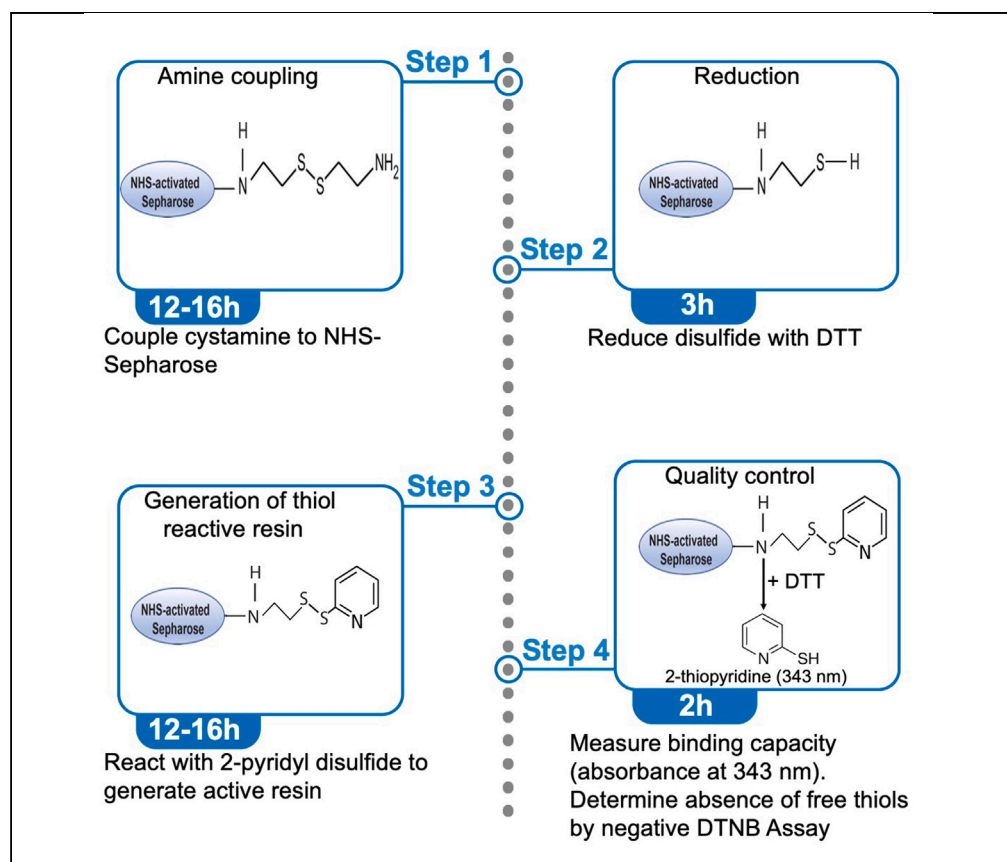 Step 1
Amine coupling
H
N
S
S
NH2
NHS-activated
Sepharose
12-16h
Couple cystamine to NHS-
Sepharose
Step 2
Reduction
H
N
S
H
NHS-activated
Sepharose
3h
Reduce disulfide with DTT
Step 3
Generation of thiol
reactive resin
H
N
S
S
N
NHS-activated
Sepharose
12-16h
React with 2-pyridyl disulfide to
generate active resin
Step 4
Quality control
H
N
S
S
N
NHS-activated
Sepharose
+ DTT
N
SH
2-thiopyridine (343 nm)
2h
Measure binding capacity
(absorbance at 343 nm).
Determine absence of free thiols
by negative DTNB Assay